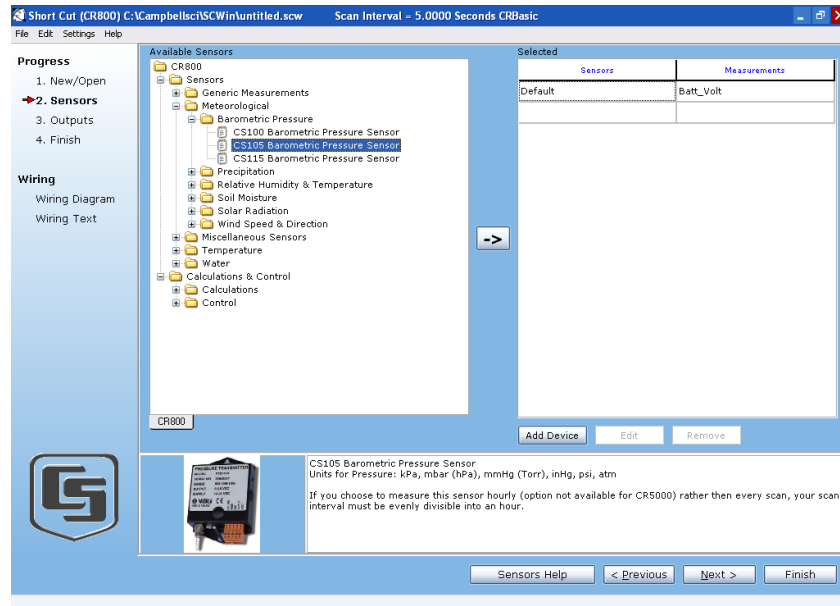 Short Cut (CR800) C:\Campbellsci\SCWin\untitled.scw Scan Interval = 5.0000 Seconds CRBasic
File Edit Settings Help
Progress
1. New/Open
2. Sensors
3. Outputs
4. Finish
Wiring
Wiring Diagram
Wiring Text
Available Sensors
CR800
Sensors
Generic Measurements
Meteorological
Barometric Pressure
CS100 Barometric Pressure Sensor
CS105 Barometric Pressure Sensor
CS115 Barometric Pressure Sensor
Precipitation
Relative Humidity & Temperature
Soil Moisture
Solar Radiation
Wind Speed & Direction
Miscellaneous Sensors
Temperature
Water
Calculations & Control
Calculations
Control
CR800
->
Selected
Sensors Measurements
Default Batt_Volt
Add Device Edit Remove
PRESSURE TRANSMITTER
CS105 Barometric Pressure Sensor
Units for Pressure: kPa, mbar (hPa), mmHg (Torr), inHg, psi, atm
If you choose to measure this sensor hourly (option not available for CR5000) rather then every scan, your scan
interval must be evenly divisible into an hour.
Sensors Help < Previous Next > Finish